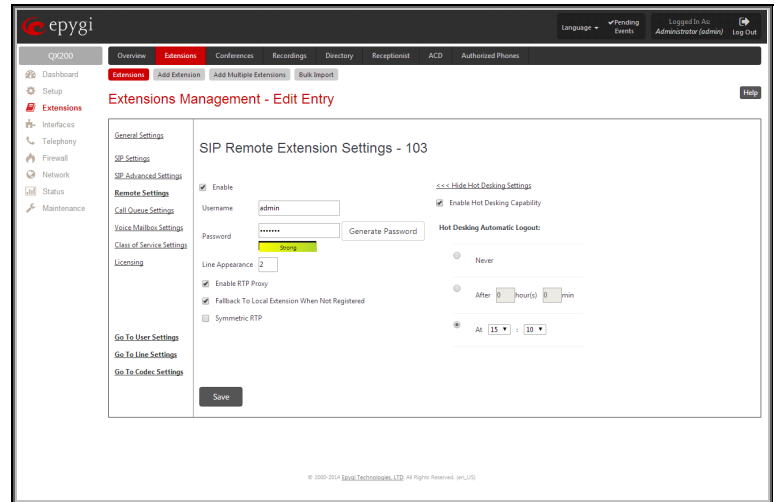 epygi
Language
Pending Events
Logged In As:
Administrator (admin)
Log Out
QX200
Overview Extensions Conferences Recordings Directory Receptionist ACD Authorized Phones
Dashboard
Setup
Extensions
Interfaces
Telephony
Firewall
Network
Status
Maintenance
Extensions Add Extension Add Multiple Extensions Bulk Import
Extensions Management - Edit Entry
Help
General Settings
SIP Settings
SIP Advanced Settings
Remote Settings
Call Queue Settings
Voice Mailbox Settings
Class of Service Settings
Licensing
Go To User Settings
Go To Line Settings
Go To Codec Settings
SIP Remote Extension Settings - 103
Enable
Username admin
Password ••••••• Generate Password
Strong
Line Appearance 2
Enable RTP Proxy
Fallback To Local Extension When Not Registered
Symmetric RTP
<<< Hide Hot Desking Settings
Enable Hot Desking Capability
Hot Desking Automatic Logout:
Never
After 0 hour(s) 0 min
At 15 : 10
Save
© 2000-2014 Epygi Technologies, LTD. All Rights Reserved. (en_US)